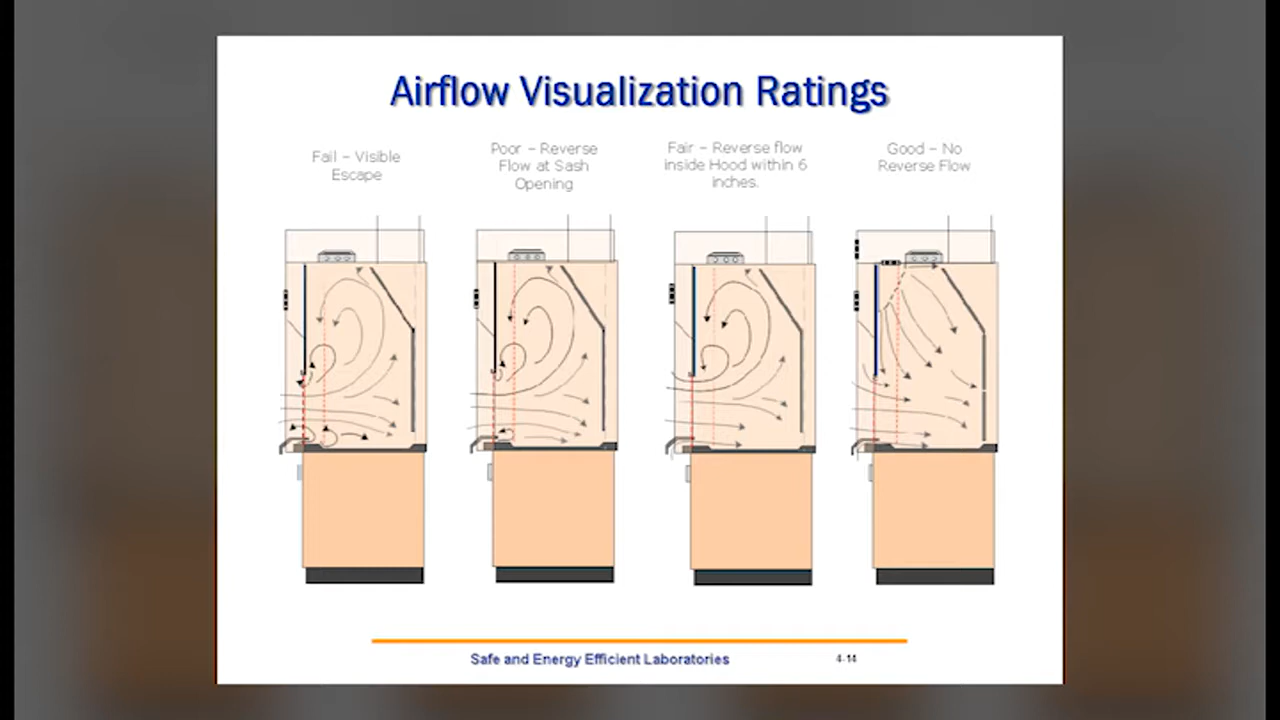 Airflow Visualization Ratings
Fail – Visible
Escape
Poor – Reverse
Flow at Sash
Opening
Fair – Reverse flow
inside Hood within 6
inches.
Good – No
Reverse Flow
Safe and Energy Efficient Laboratories
4-14